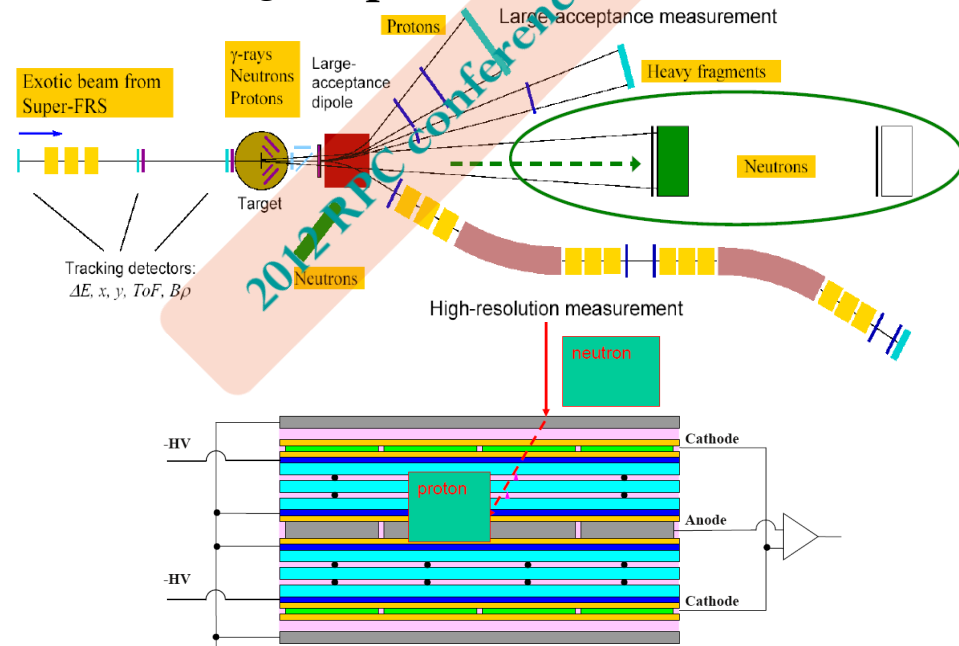 Large-acceptance measurement
Protons
γ-rays
Neutrons
Protons
Large-
acceptance
dipole
Heavy fragments
Exotic beam from
Super-FRS
Neutrons
Target
2012 RPC conference
Neutrons
Tracking detectors:
ΔE, x, y, ToF, Bρ
High-resolution measurement
neutron
-HV
Cathode
proton
Anode
-HV
Cathode